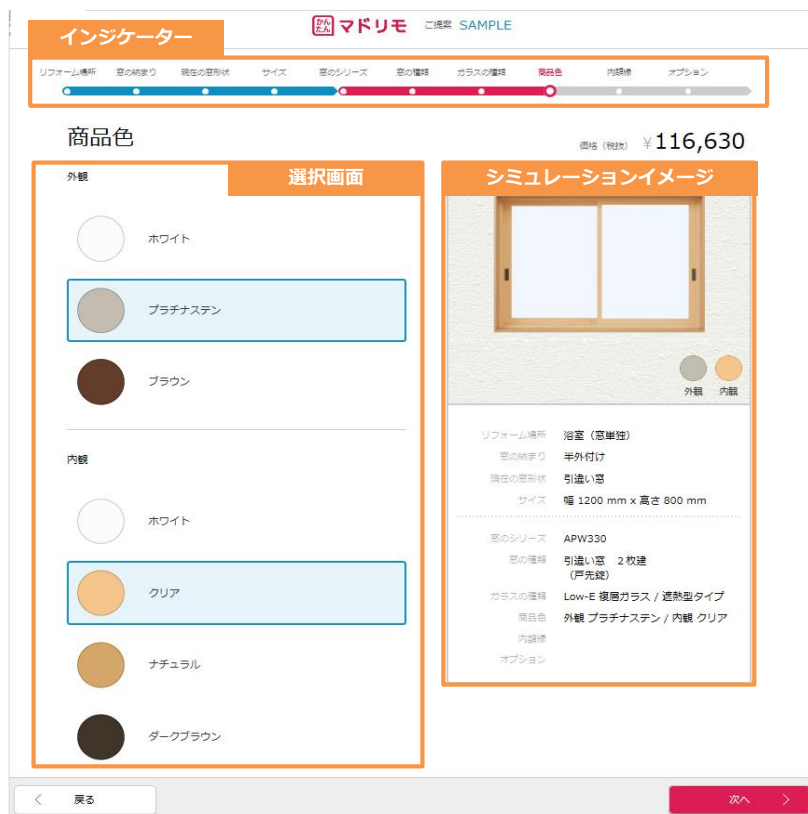 かんたん マドリモ ご提案 SAMPLE
インジケーター
リフォーム場所 窓の納まり 現在の窓形状 サイズ 窓のシリーズ 窓の種類 ガラスの種類 商品色 内額縁 オプション
商品色
価格（税抜） ￥116,630
選択画面
外観
ホワイト
プラチナステン
ブラウン
内観
ホワイト
クリア
ナチュラル
ダークブラウン
シミュレーションイメージ
外観 内観
リフォーム場所 浴室（窓単独）
窓の納まり 半外付け
現在の窓形状 引違い窓
サイズ 幅 1200 mm x 高さ 800 mm
窓のシリーズ APW330
窓の種類 引違い窓 ２枚建
（戸先錠）
ガラスの種類 Low-E 複層ガラス / 遮熱型タイプ
商品色 外観 プラチナステン / 内観 クリア
内額縁
オプション
戻る
次へ